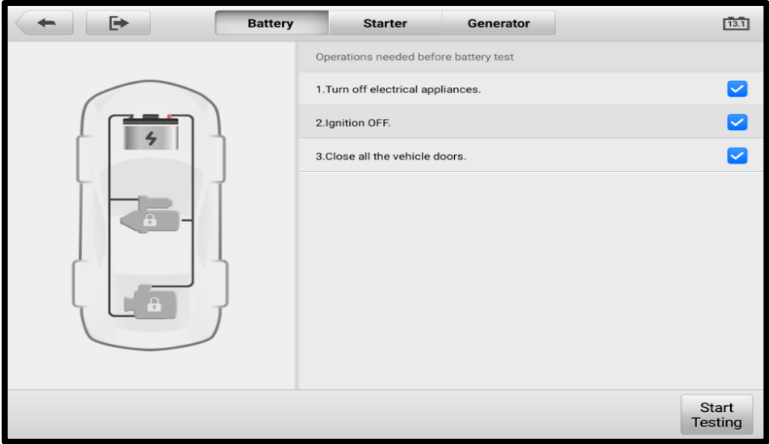 Battery
Starter
Generator
13.1
Operations needed before battery test
1.Turn off electrical appliances.
2.Ignition OFF.
3.Close all the vehicle doors.
Start
Testing